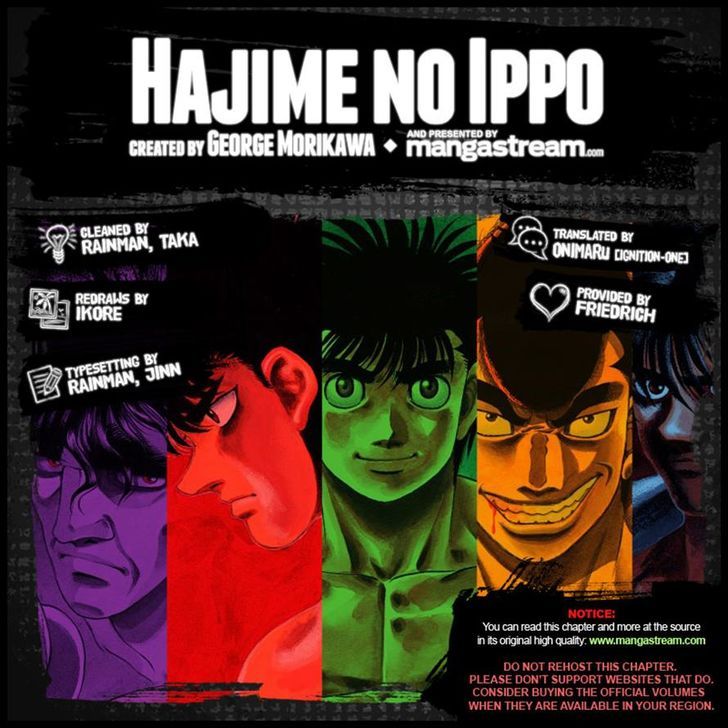 HAJIME NO IPPO
CREATED BY GEORGE MORIKAWA ◆ AND PRESENTED BY mangastream.com
CLEANED BY
RAINMAN, TAKA
REDRAWS BY
IKORE
TYPESETTING BY
RAINMAN, JINN
TRANSLATED BY
ONIMARU [IGNITION-ONE]
PROVIDED BY
FRIEDRICH
NOTICE:
You can read this chapter and more at the source
in its original high quality: www.mangastream.com
DO NOT REHOST THIS CHAPTER.
PLEASE DON'T SUPPORT WEBSITES THAT DO.
CONSIDER BUYING THE OFFICIAL VOLUMES
WHEN THEY ARE AVAILABLE IN YOUR REGION.